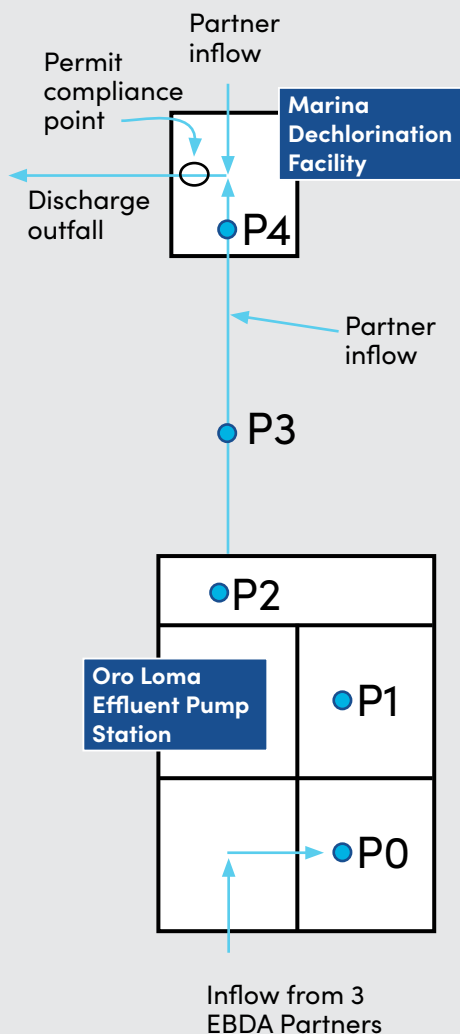 Partner
inflow
Permit
compliance
point
Marina
Dechlorination
Facility
Discharge
outfall
P4
Partner
inflow
P3
P2
Oro Loma
Effluent Pump
Station
P1
P0
Inflow from 3
EBDA Partners